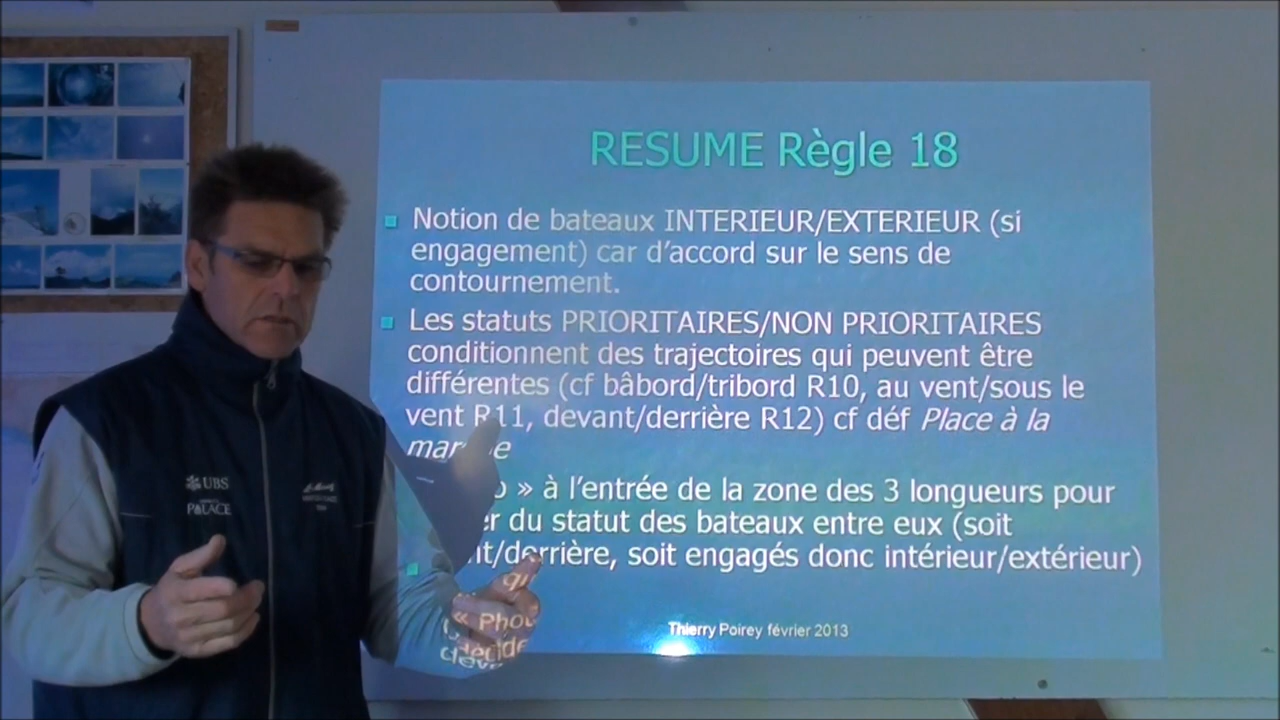 RESUME Règle 18
Notion de bateaux INTERIEUR/EXTERIEUR (si
engagement) car d'accord sur le sens de
contournement.
Les statuts PRIORITAIRES/NON PRIORITAIRES
conditionnent des trajectoires qui peuvent être
différentes (cf bâbord/tribord R10, au vent/sous le
vent R11, devant/derrière R12) cf déf Place à la
» à l'entrée de la zone des 3 longueurs pour
du statut des bateaux entre eux (soit
/derrière, soit engagés donc intérieur/extérieur)
« Pho
Thierry Poirey février 2013
UBS
PALACE